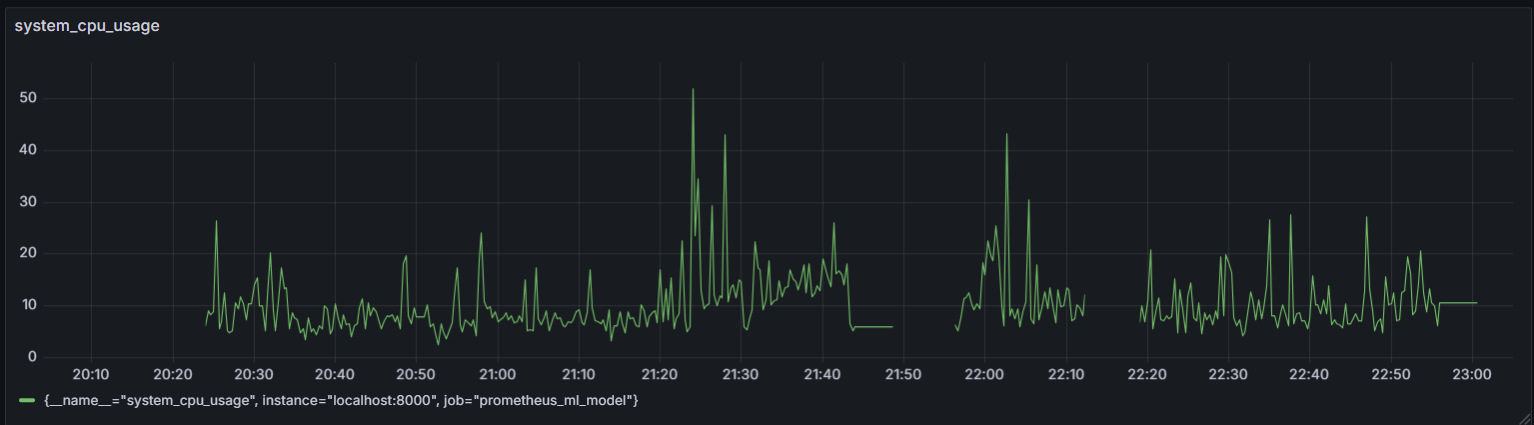 system_cpu_usage
50
40
30
20
10
0
20:10 20:20 20:30 20:40 20:50 21:00 21:10 21:20 21:30 21:40 21:50 22:00 22:10 22:20 22:30 22:40 22:50 23:00
{__name__="system_cpu_usage", instance="localhost:8000", job="prometheus_ml_model"}